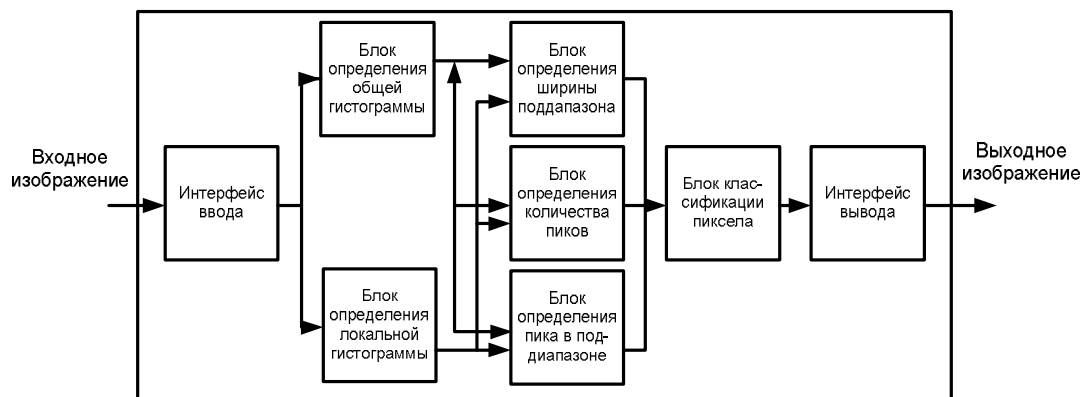 Входное
изображение
Интерфейс
ввода
Блок
определения
общей
гистограммы
Блок
определения
локальной
гистограммы
Блок
определения
ширины
поддапазона
Блок
определения
количества
пиков
Блок
определения
пика в под-
диапазоне
Блок клас-
сификации
пиксела
Интерфейс
вывода
Выходное
изображение